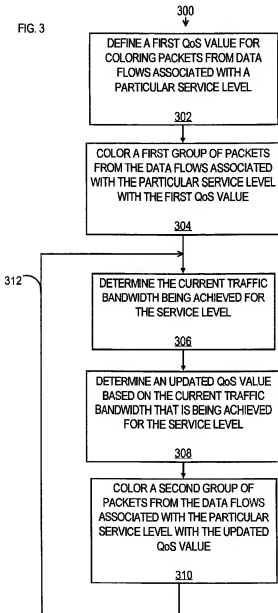 300
FIG. 3
DEFINE A FIRST QoS VALUE FOR
COLORING PACKETS FROM DATA
FLOWS ASSOCIATED WITH A
PARTICULAR SERVICE LEVEL
302
COLOR A FIRST GROUP OF PACKETS
FROM THE DATA FLOWS ASSOCIATED
WITH THE PARTICULAR SERVICE LEVEL
WITH THE FIRST QoS VALUE
304
312
DETERMINE THE CURRENT TRAFFIC
BANDWIDTH BEING ACHIEVED FOR
THE SERVICE LEVEL
306
DETERMINE AN UPDATED QoS VALUE
BASED ON THE CURRENT TRAFFIC
BANDWIDTH THAT IS BEING ACHIEVED
FOR THE SERVICE LEVEL
308
COLOR A SECOND GROUP OF
PACKETS FROM THE DATA FLOWS
ASSOCIATED WITH THE PARTICULAR
SERVICE LEVEL WITH THE UPDATED
QoS VALUE
310